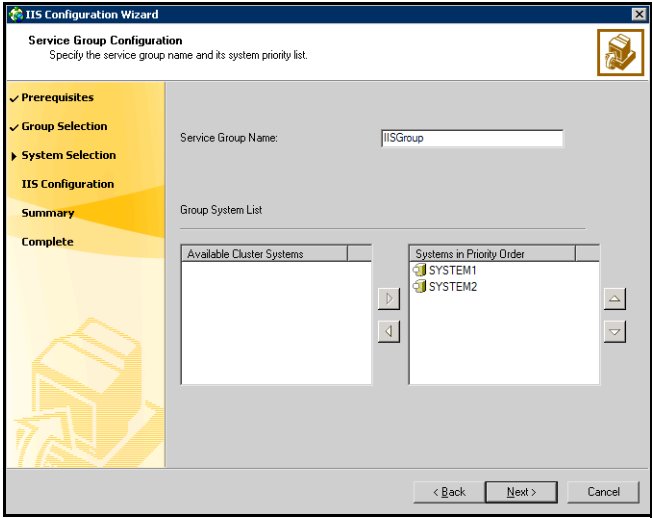 IIS Configuration Wizard
Service Group Configuration
Specify the service group name and its system priority list.
Prerequisites
Group Selection
System Selection
IIS Configuration
Summary
Complete
Service Group Name:
IISGroup
Group System List
Available Cluster Systems
Systems in Priority Order
SYSTEM1
SYSTEM2
< Back
Next >
Cancel